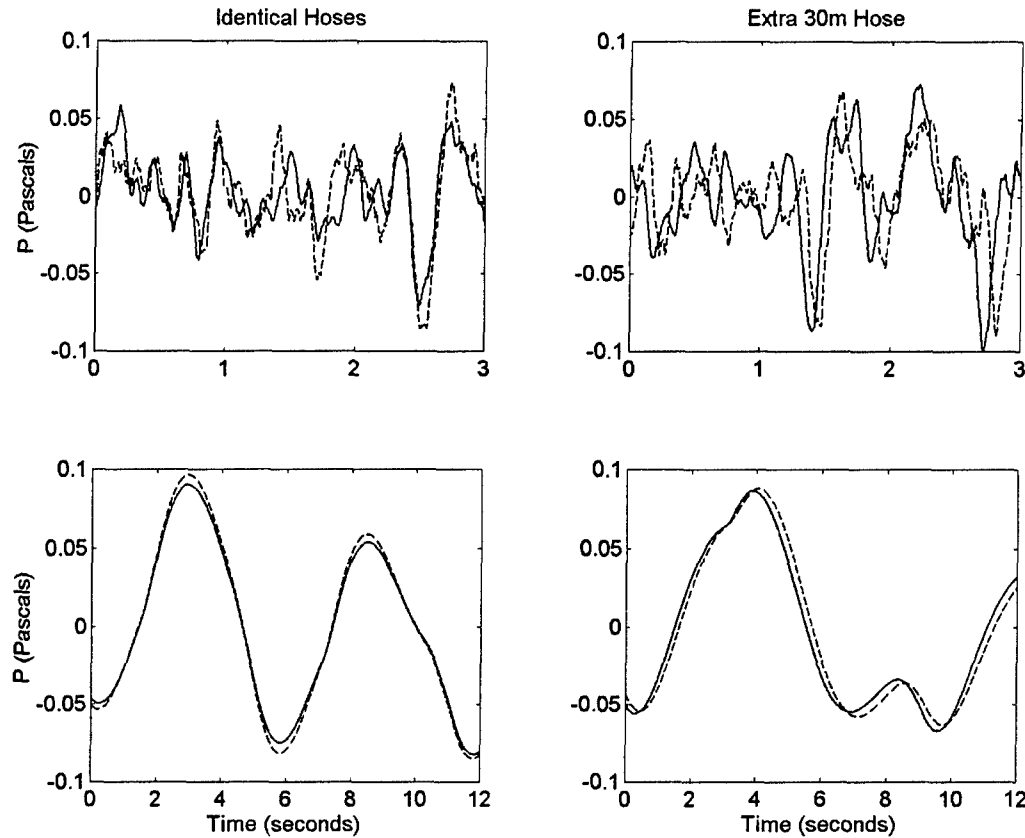 Identical Hoses
Extra 30m Hose
P (Pascals)
0.1
0.05
0
-0.05
-0.1
0 1 2 3
0.1
0.05
0
-0.05
-0.1
0 1 2 3
P (Pascals)
0.1
0.05
0
-0.05
-0.1
0 2 4 6 8 10 12
Time (seconds)
0.1
0.05
0
-0.05
-0.1
0 2 4 6 8 10 12
Time (seconds)